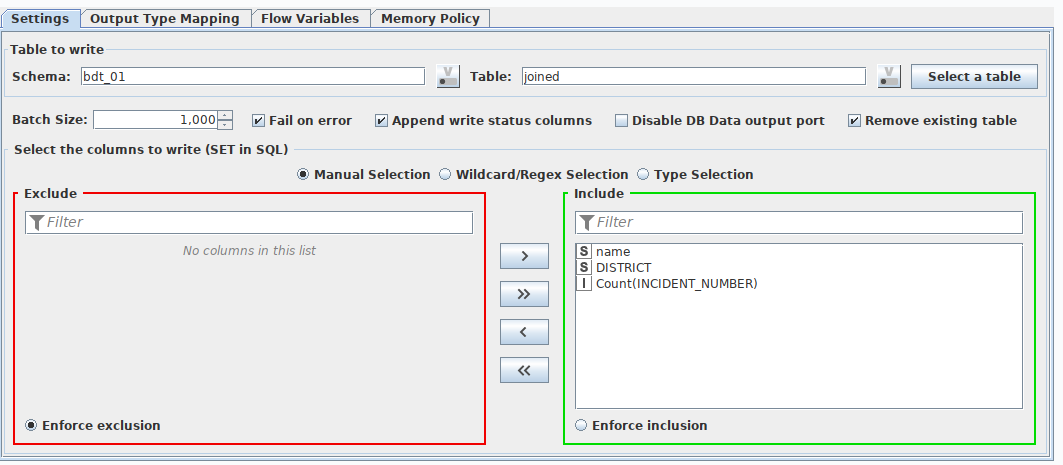 Settings Output Type Mapping Flow Variables Memory Policy
Table to write
Schema: bdt_01 V Table: joined V Select a table
Batch Size: 1,000 Fail on error Append write status columns Disable DB Data output port Remove existing table
Select the columns to write (SET in SQL)
Manual Selection Wildcard/Regex Selection Type Selection
Exclude Include
Filter Filter
No columns in this list > S name
S DISTRICT
I Count(INCIDENT_NUMBER)
>>
<
<<
Enforce exclusion Enforce inclusion